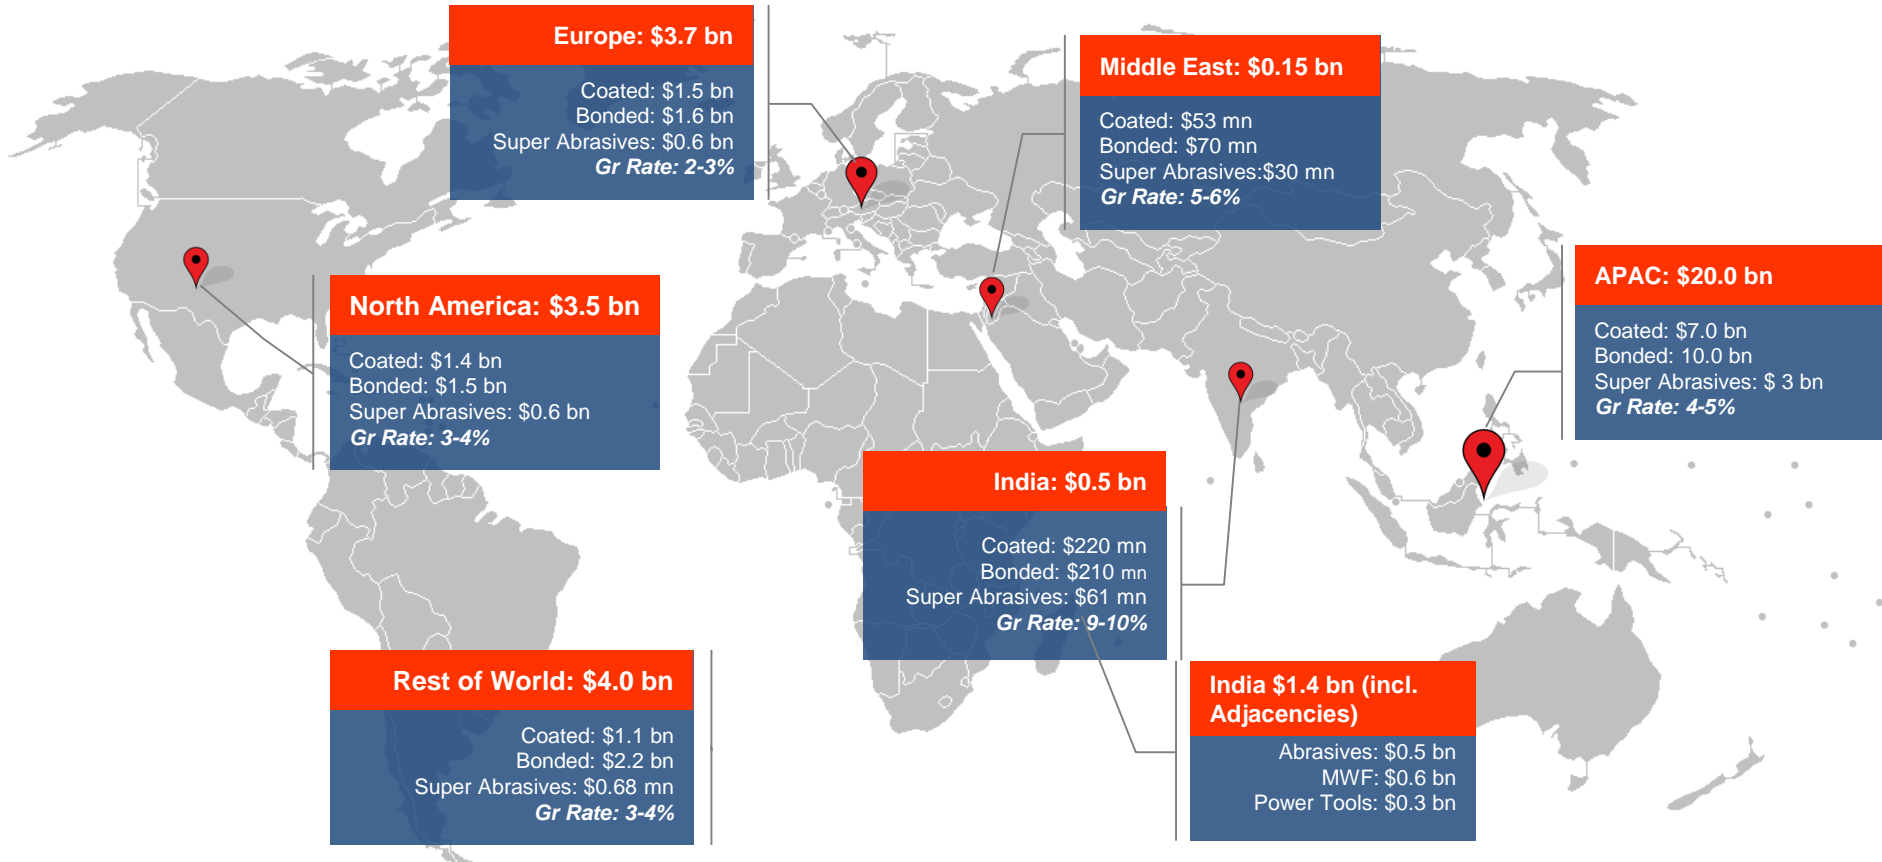 Europe: $3.7 bn
Coated: $1.5 bn
Bonded: $1.6 bn
Super Abrasives: $0.6 bn
Gr Rate: 2-3%
Middle East: $0.15 bn
Coated: $53 mn
Bonded: $70 mn
Super Abrasives:$30 mn
Gr Rate: 5-6%
North America: $3.5 bn
Coated: $1.4 bn
Bonded: $1.5 bn
Super Abrasives: $0.6 bn
Gr Rate: 3-4%
APAC: $20.0 bn
Coated: $7.0 bn
Bonded: 10.0 bn
Super Abrasives: $ 3 bn
Gr Rate: 4-5%
India: $0.5 bn
Coated: $220 mn
Bonded: $210 mn
Super Abrasives: $61 mn
Gr Rate: 9-10%
Rest of World: $4.0 bn
Coated: $1.1 bn
Bonded: $2.2 bn
Super Abrasives: $0.68 mn
Gr Rate: 3-4%
India $1.4 bn (incl.
Adjacencies)
Abrasives: $0.5 bn
MWF: $0.6 bn
Power Tools: $0.3 bn